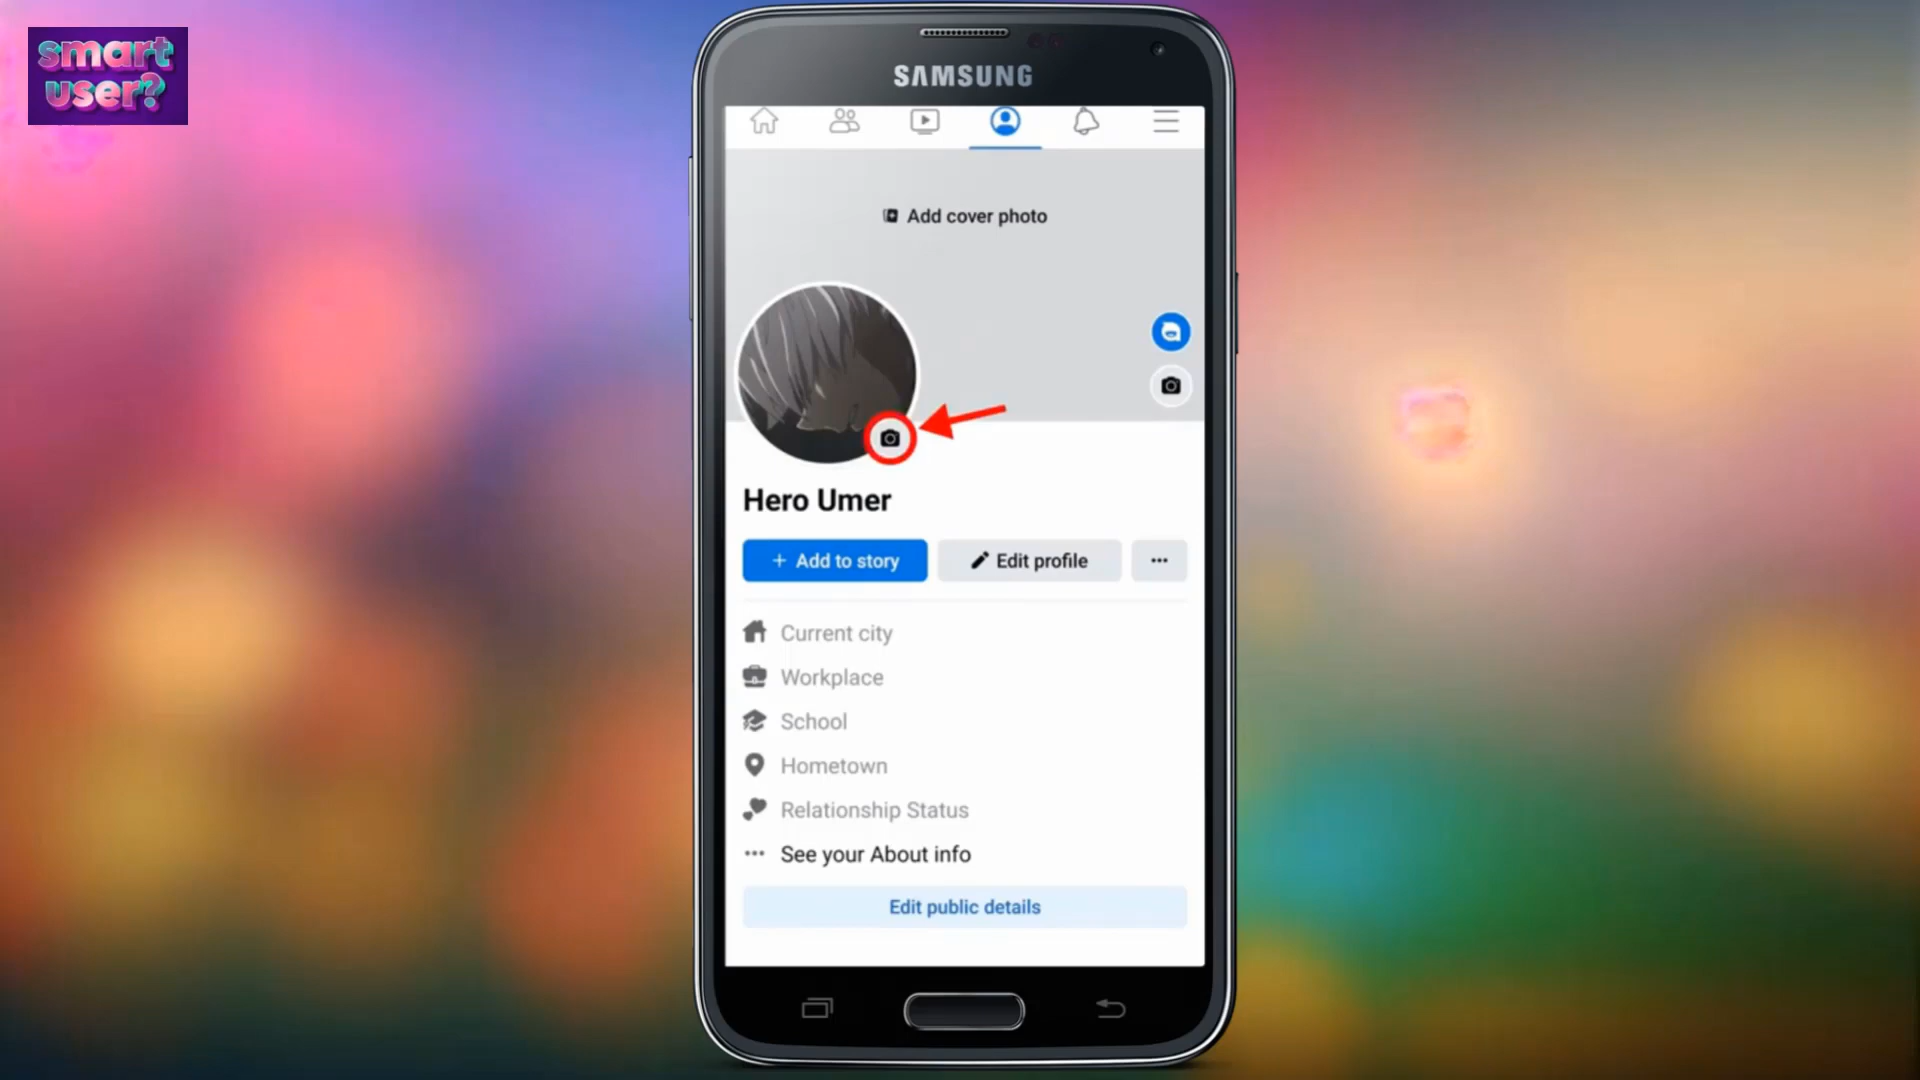 smart
user?
SAMSUNG
Add cover photo
Hero Umer
+ Add to story
Edit profile
Current city
Workplace
School
Hometown
Relationship Status
See your About info
Edit public details